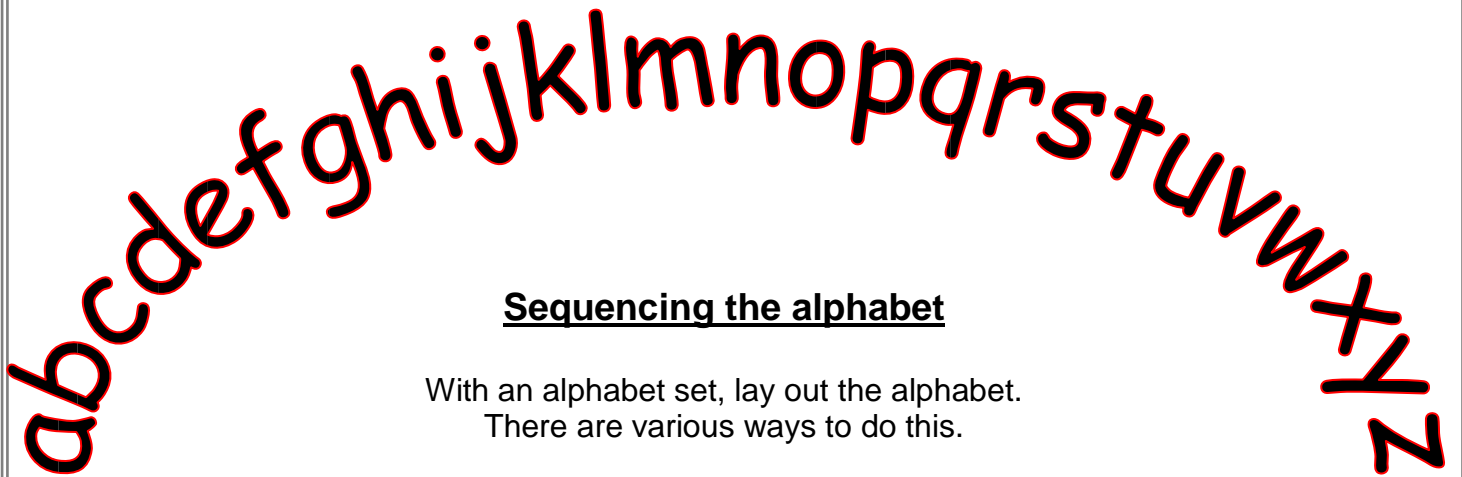 abcdefghijklmnopqrstuvwxyz
Sequencing the alphabet
With an alphabet set, lay out the alphabet.
There are various ways to do this.